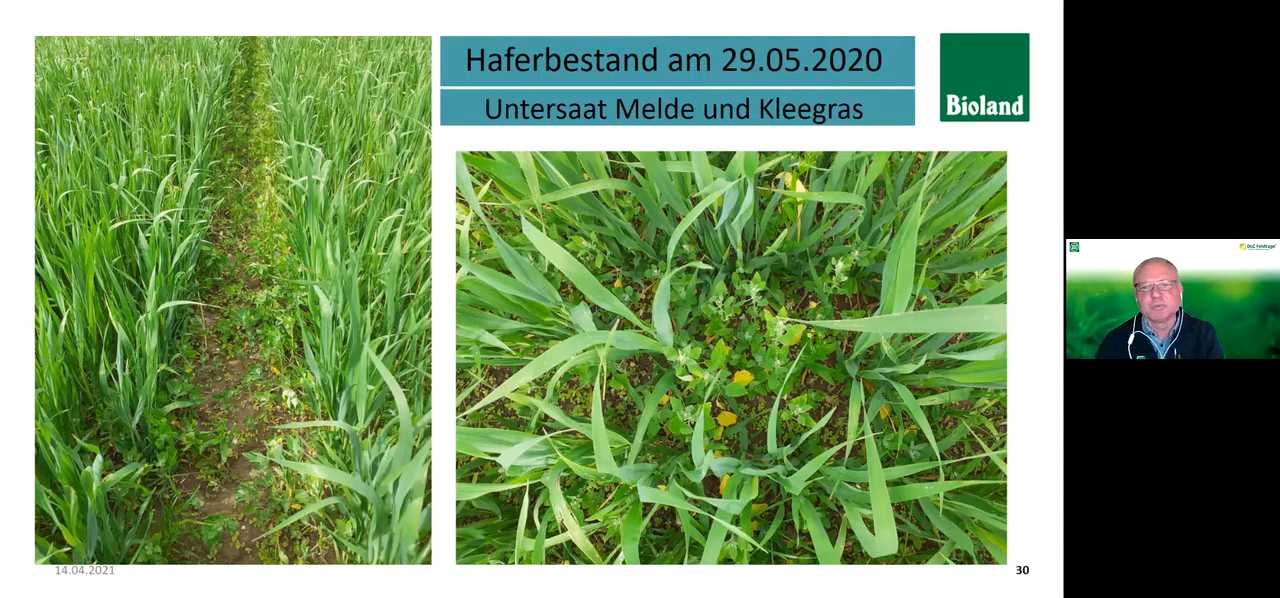 Haferbestand am 29.05.2020
Untersaat Melde und Kleegras
Bioland
DLG Feldtage
14.04.2021
30